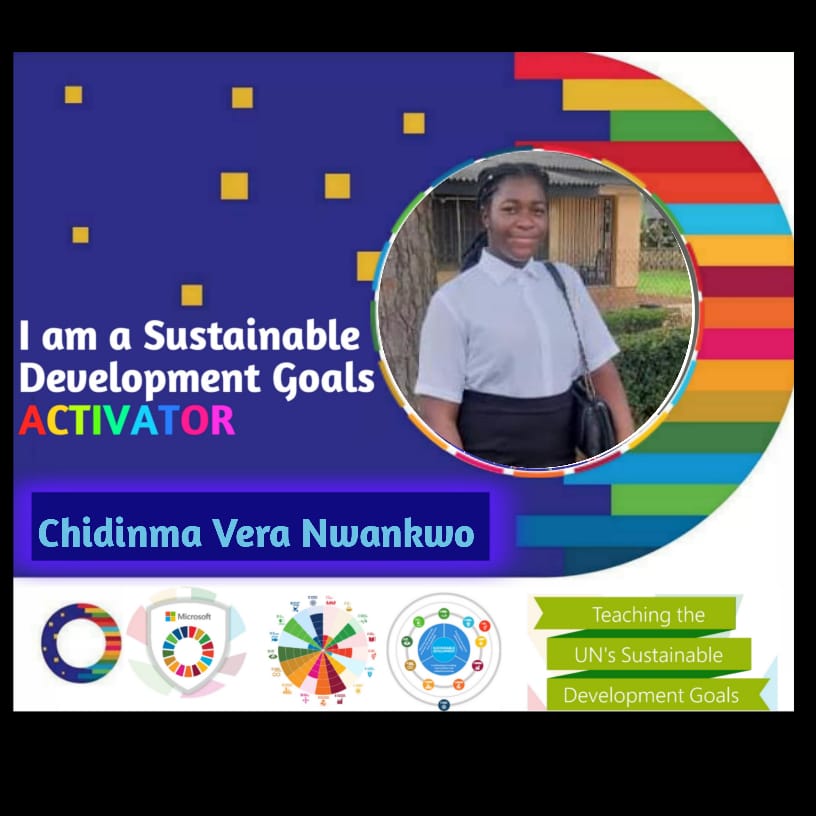 I am a Sustainable
Development Goals
ACTIVATOR
Chidinma Vera Nwankwo
Microsoft
Teaching the
UN's Sustainable
Development Goals